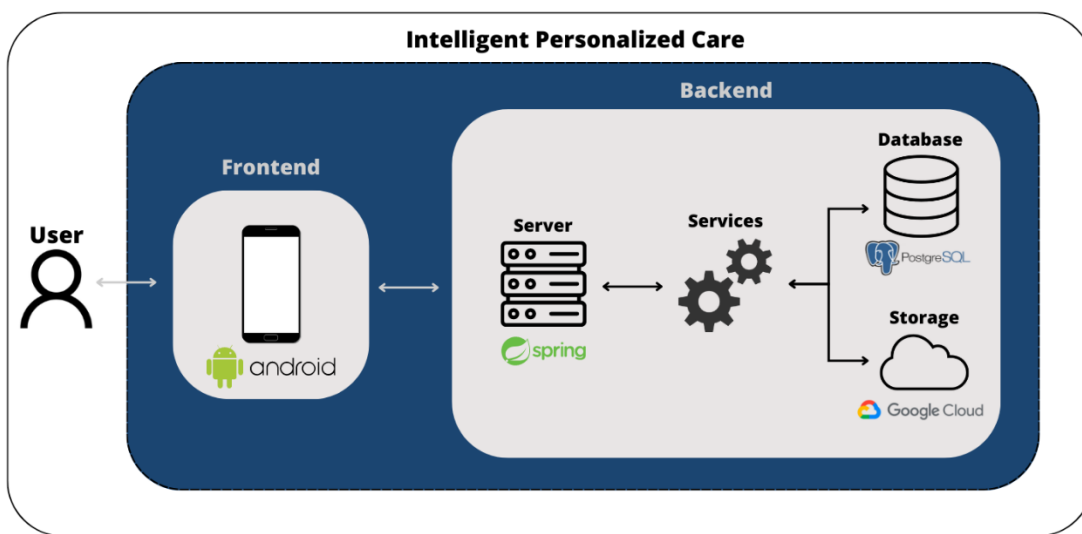 Intelligent Personalized Care
Backend
Database
Frontend
User
Server
Services
PostgreSQL
Storage
spring
android
Google Cloud